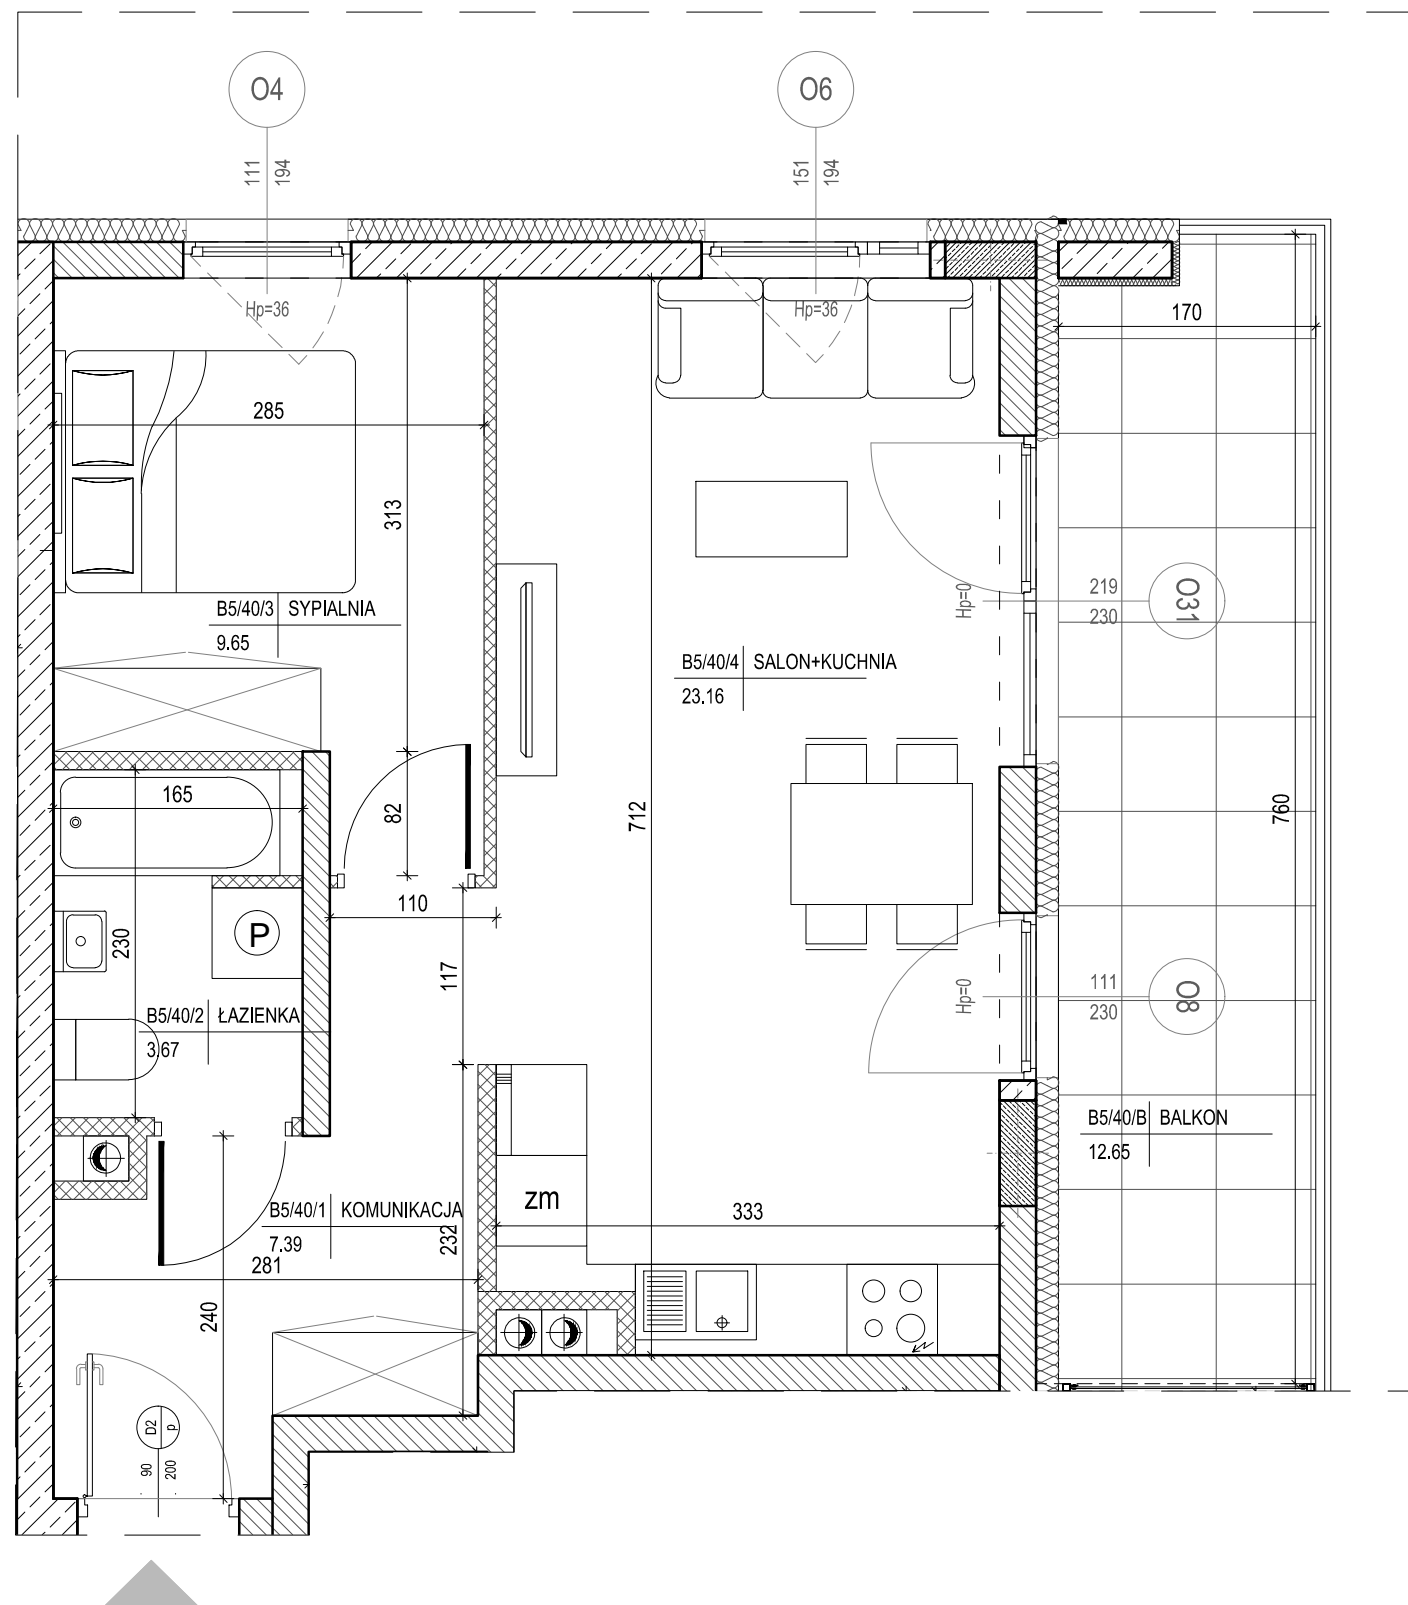 O4
O6
111
194
151
194
Hp=36
Hp=36
170
285
313
O31
219
230
Hp=0
B5/40/3 SYPIALNIA
9.65
B5/40/4 SALON+KUCHNIA
23.16
165
82
712
760
110
230
P
117
O8
111
230
Hp=0
B5/40/2 ŁAZIENKA
3.67
B5/40/B BALKON
12.65
zm
B5/40/1 KOMUNIKACJA
7.39
232
333
281
240
D2
p
90
200